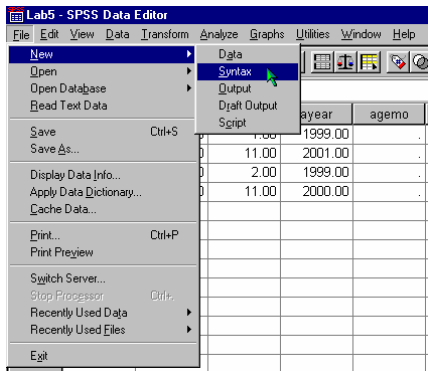 Lab5 - SPSS Data Editor
File Edit View Data Transform Analyze Graphs Utilities Window Help
New
Open
Open Database
Read Text Data
Save Ctrl+S
Save As...
Display Data Info...
Apply Data Dictionary...
Cache Data...
Print... Ctrl+P
Print Preview
Switch Server...
Stop Processor Ctrl+.
Recently Used Data
Recently Used Files
Exit
Data
Syntax
Output
Draft Output
Script
ayear agemo
1.00 1999.00 .
11.00 2001.00 .
2.00 1999.00 .
11.00 2000.00 .